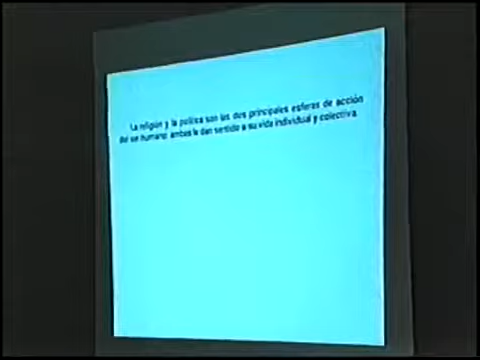 La religión y la política son las dos principales esferas de acción
del ser humano: ambas le dan sentido a su vida individual y colectiva.